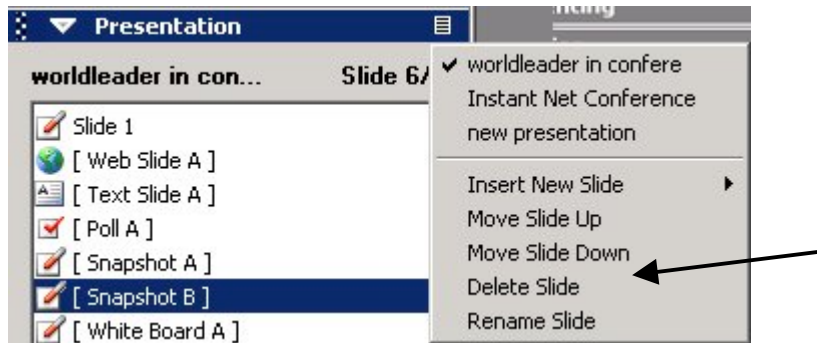 Presentation
worldleader in con... Slide 6/
Slide 1
[ Web Slide A ]
[ Text Slide A ]
[ Poll A ]
[ Snapshot A ]
[ Snapshot B ]
[ White Board A ]
worldleader in confere
Instant Net Conference
new presentation
Insert New Slide
Move Slide Up
Move Slide Down
Delete Slide
Rename Slide